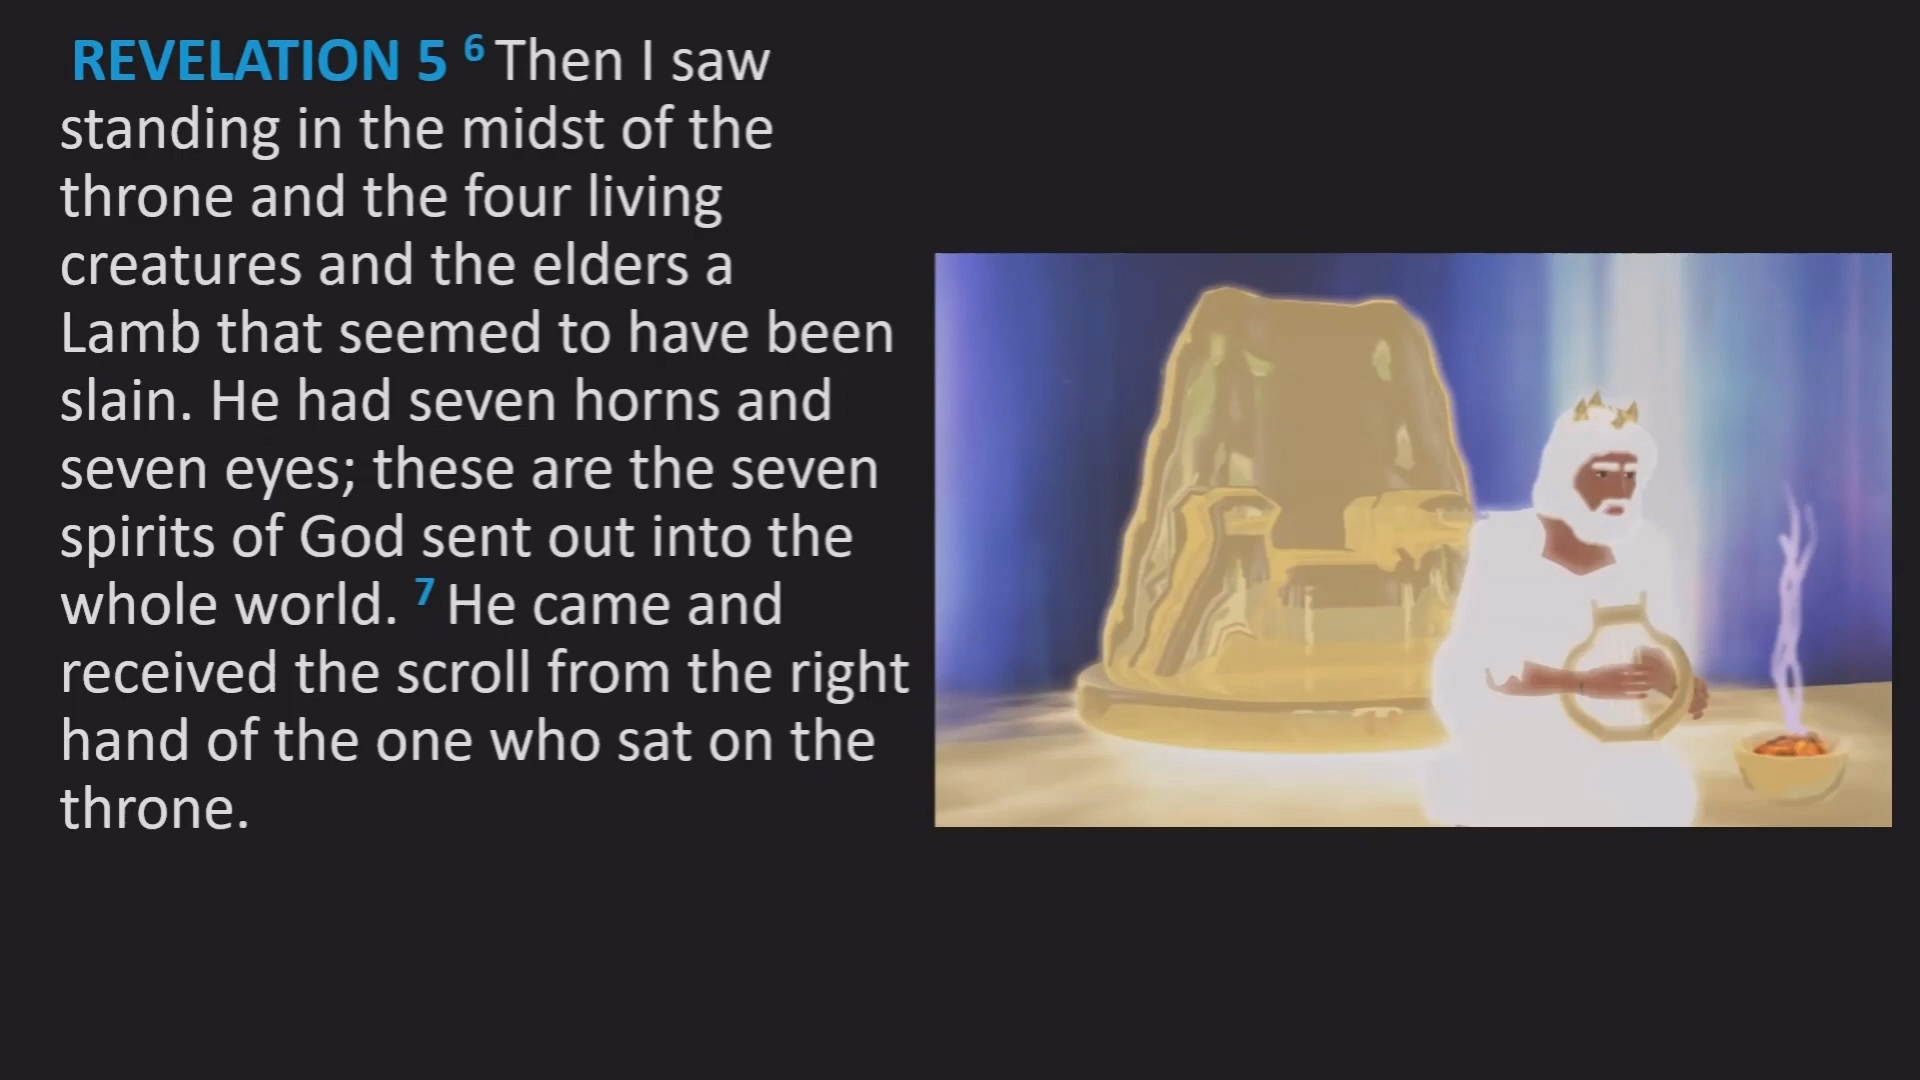 REVELATION 5 6 Then I saw
standing in the midst of the
throne and the four living
creatures and the elders a
Lamb that seemed to have been
slain. He had seven horns and
seven eyes; these are the seven
spirits of God sent out into the
whole world. 7 He came and
received the scroll from the right
hand of the one who sat on the
throne.